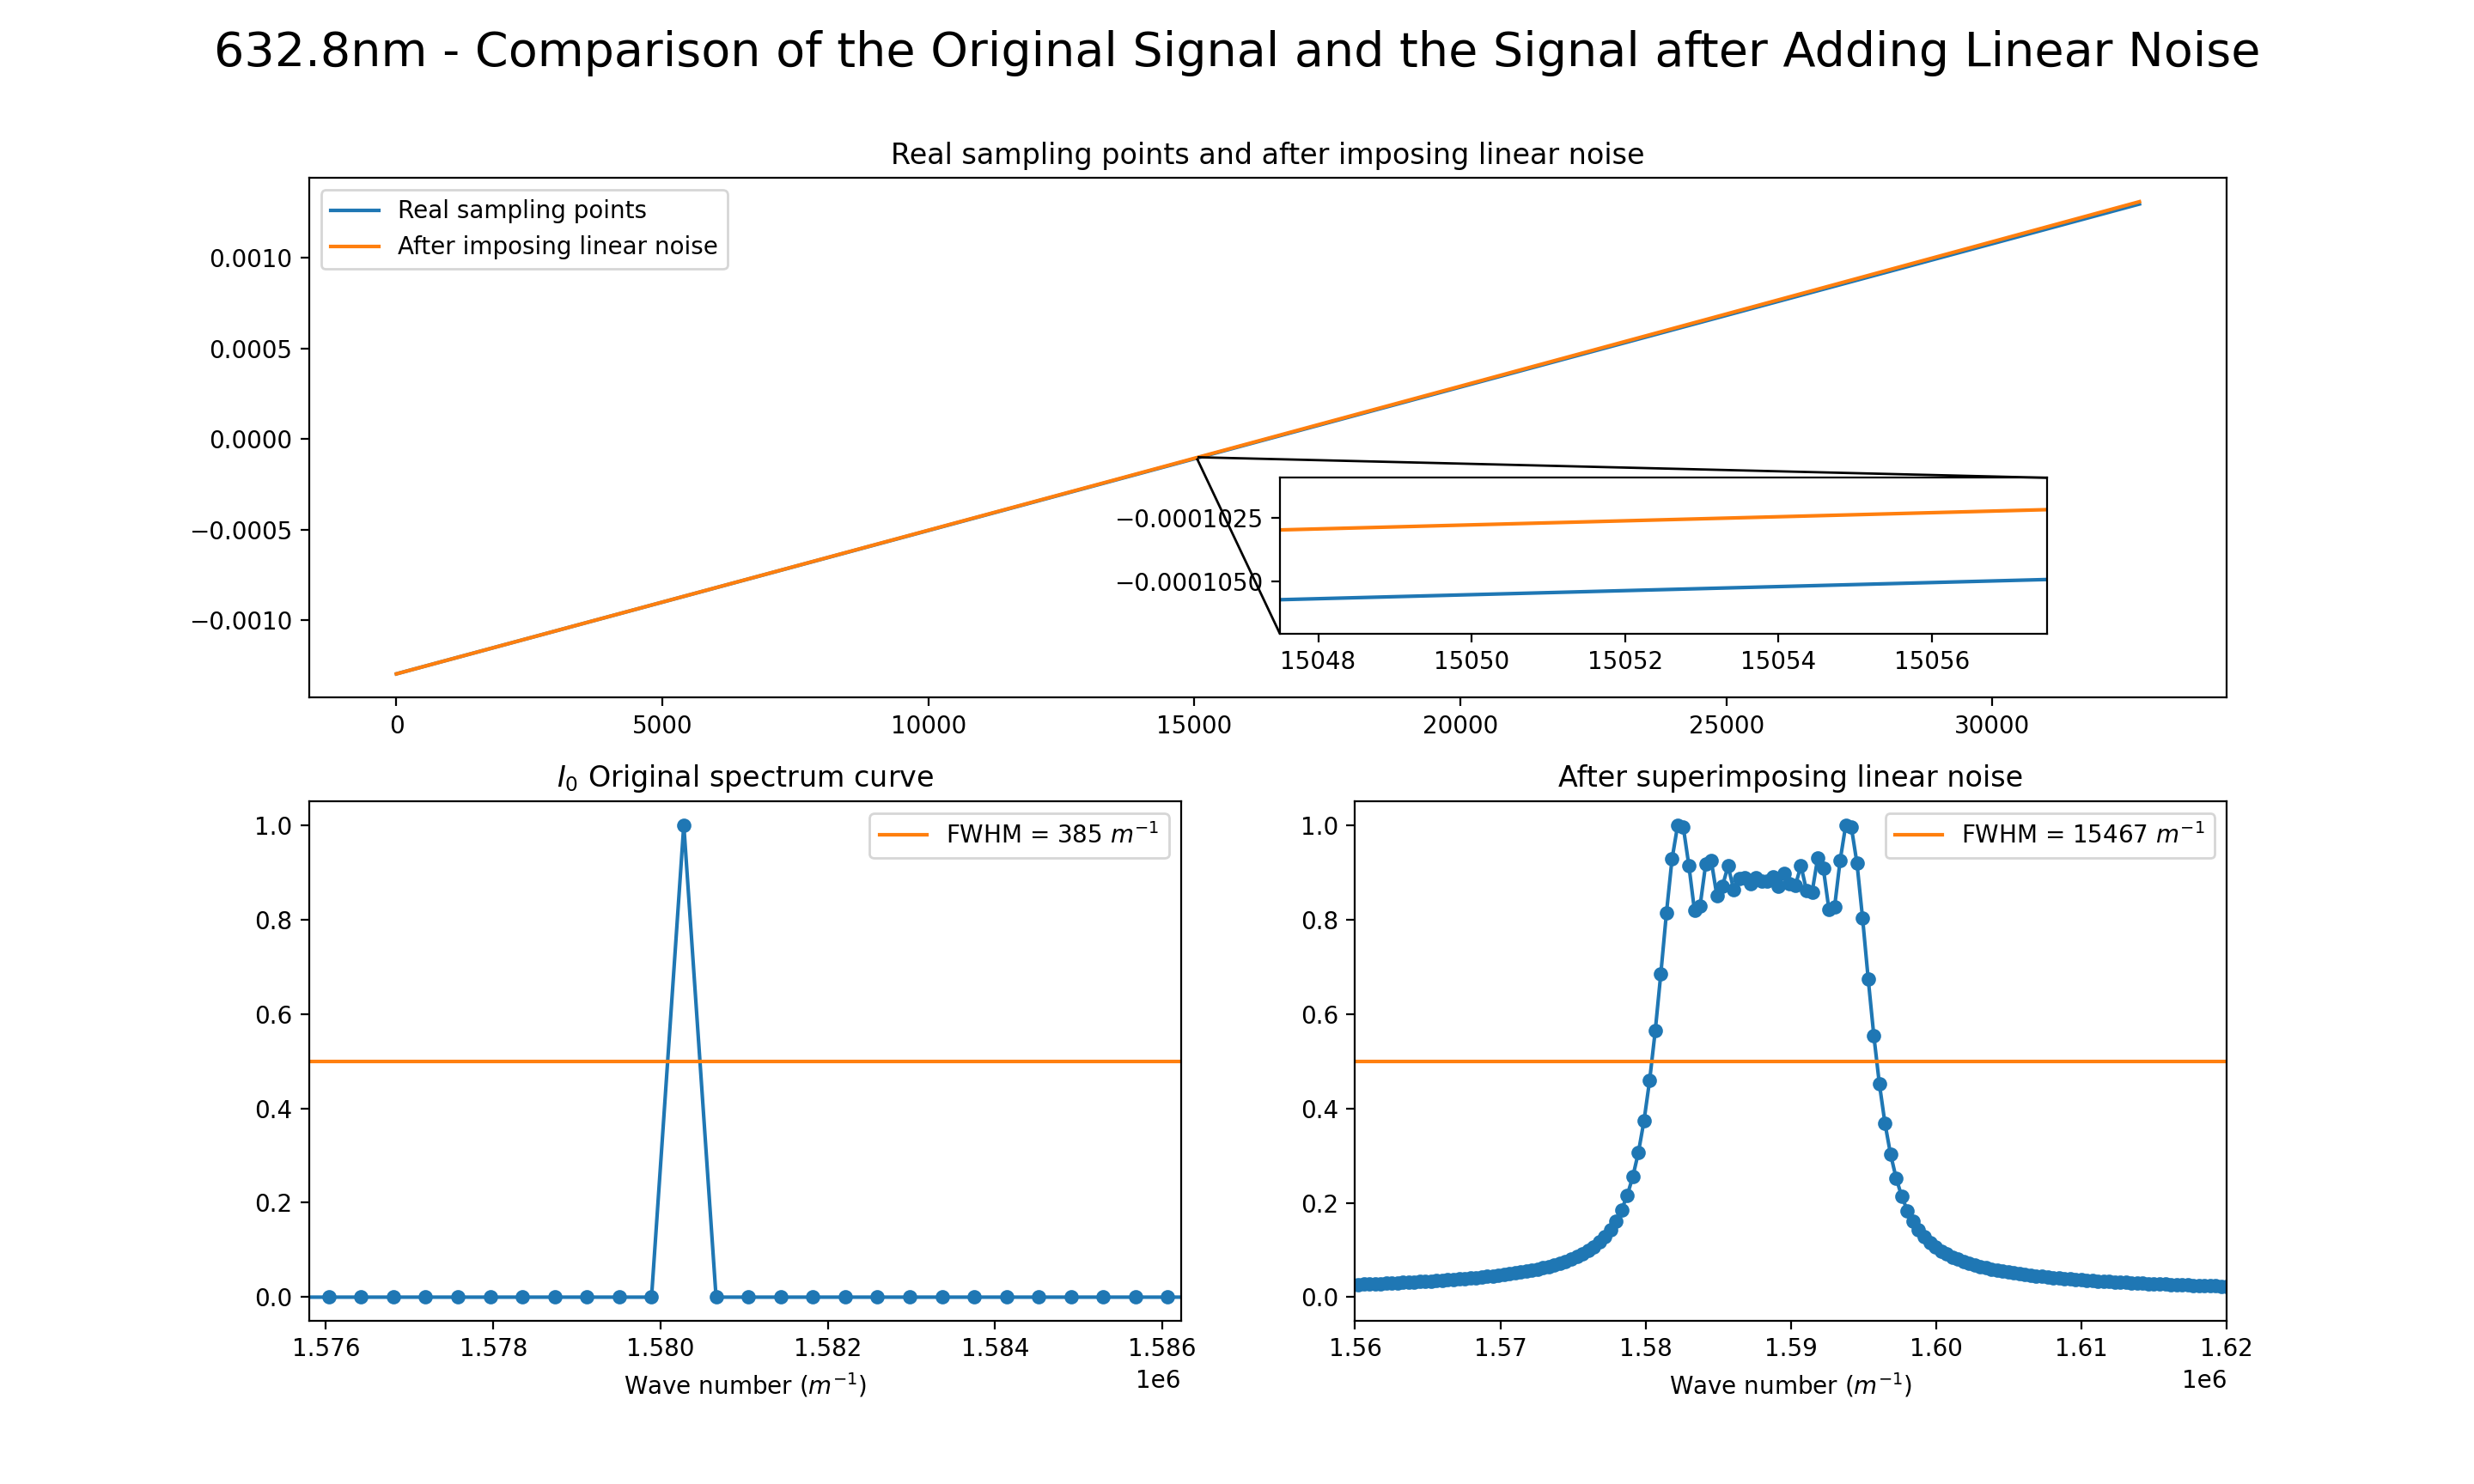 632.8nm - Comparison of the Original Signal and the Signal after Adding Linear Noise
Real sampling points and after imposing linear noise
Real sampling points
After imposing linear noise
0.0010
0.0005
0.0000
−0.0005
−0.0010
−0.0001025
−0.0001050
15048 15050 15052 15054 15056
0 5000 10000 15000 20000 25000 30000
I₀ Original spectrum curve
FWHM = 385 m⁻¹
1.0
0.8
0.6
0.4
0.2
0.0
1.576 1.578 1.580 1.582 1.584 1.586
1e6
Wave number (m⁻¹)
After superimposing linear noise
FWHM = 15467 m⁻¹
1.0
0.8
0.6
0.4
0.2
0.0
1.56 1.57 1.58 1.59 1.60 1.61 1.62
1e6
Wave number (m⁻¹)